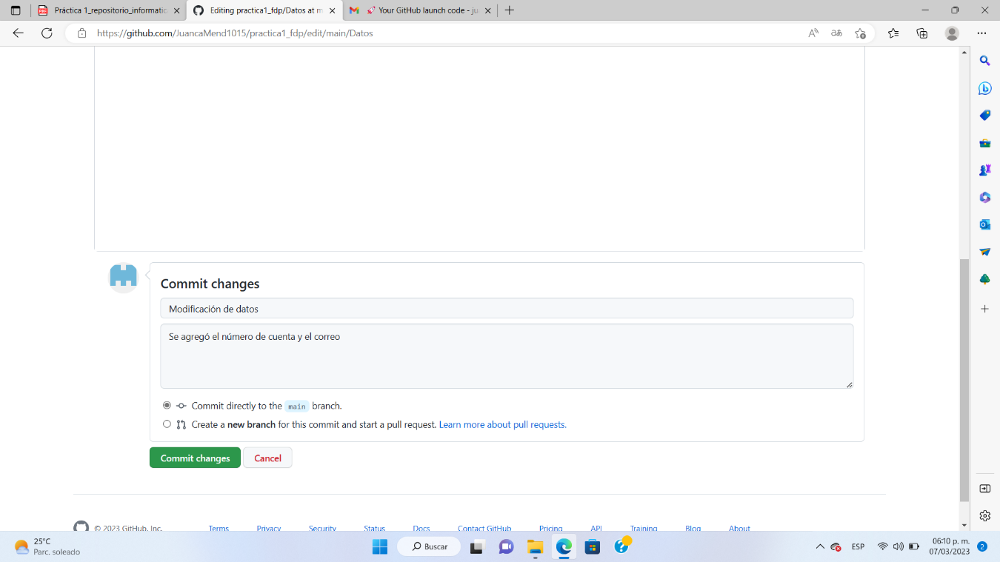 Práctica 1_repositorio_informatica
Editing practica1_fdp/Datos at m
🚀 Your GitHub launch code - ju
https://github.com/JuancaMend1015/practica1_fdp/edit/main/Datos
Commit changes
Modificación de datos
Se agregó el número de cuenta y el correo
Commit directly to the main branch.
Create a new branch for this commit and start a pull request. Learn more about pull requests.
Commit changes
Cancel
© 2023 GitHub, Inc.
Terms
Privacy
Security
Status
Docs
Contact GitHub
Pricing
API
Training
Blog
About
25°C
Parc. soleado
Buscar
ESP
06:10 p. m.
07/03/2023
2